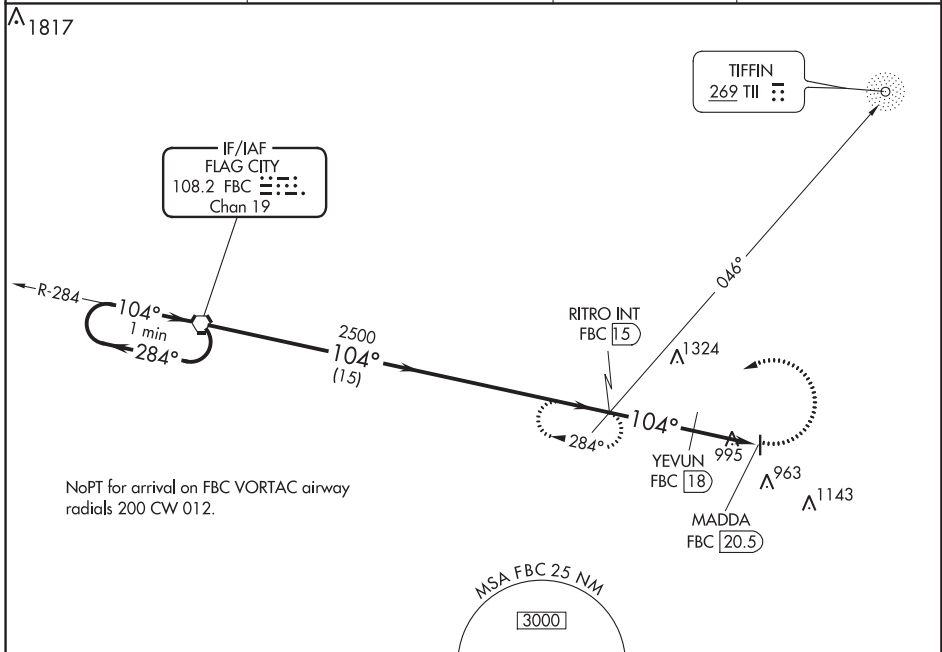 1817
TIFFIN
269 TII
IF/IAF
FLAG CITY
108.2 FBC
Chan 19
R-284
104°
1 min
284°
2500
104°
(15)
046°
RITRO INT
FBC 15
1324
284°
104°
995
YEVUN
FBC 18
963
1143
MADDA
FBC 20.5
NoPT for arrival on FBC VORTAC airway
radials 200 CW 012.
MSA FBC 25 NM
3000